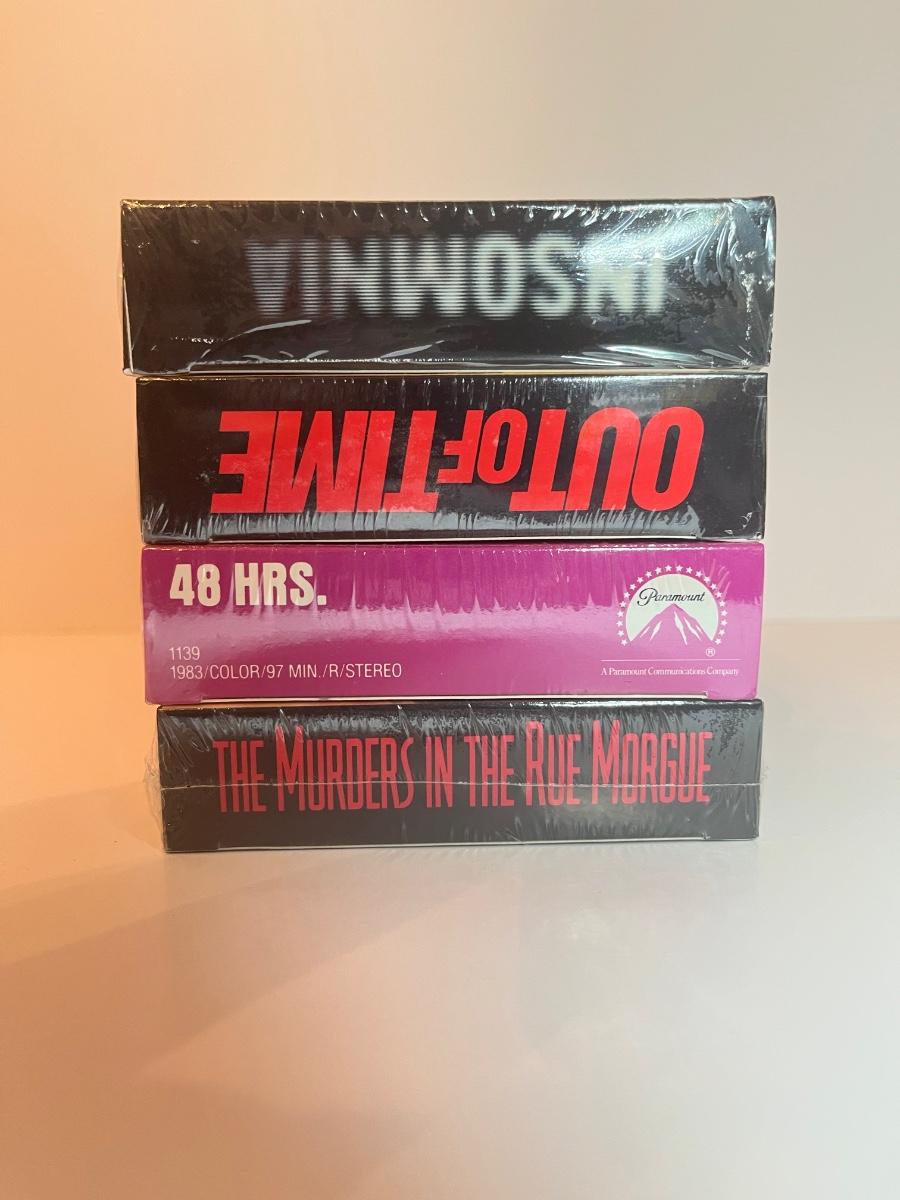 INSOMNIA
OUT OF TIME
48 HRS.
Paramount
®
1139
1983/COLOR/97 MIN./R/STEREO
A Paramount Communications Company
THE MURDERS IN THE RUE MORGUE